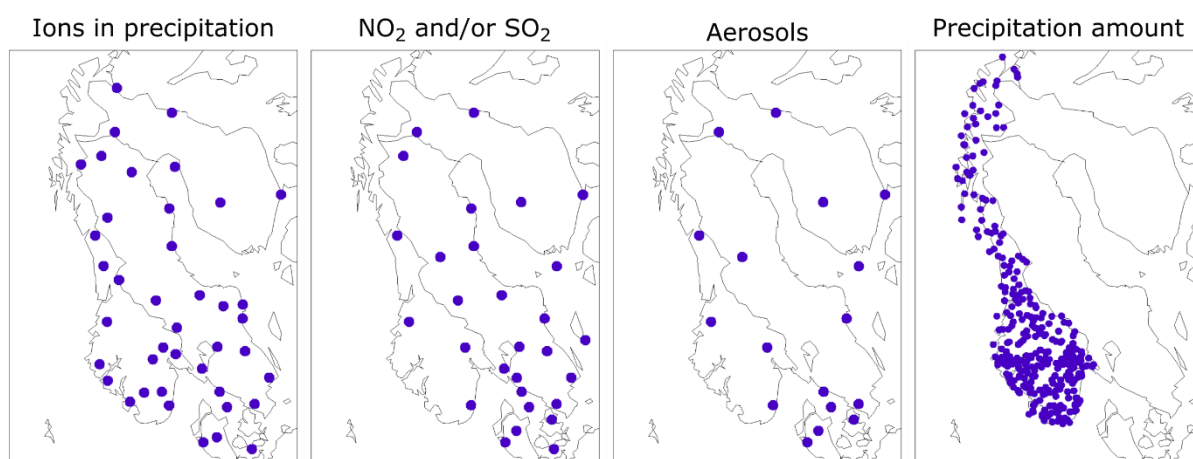 Ions in precipitation
NO₂ and/or SO₂
Aerosols
Precipitation amount